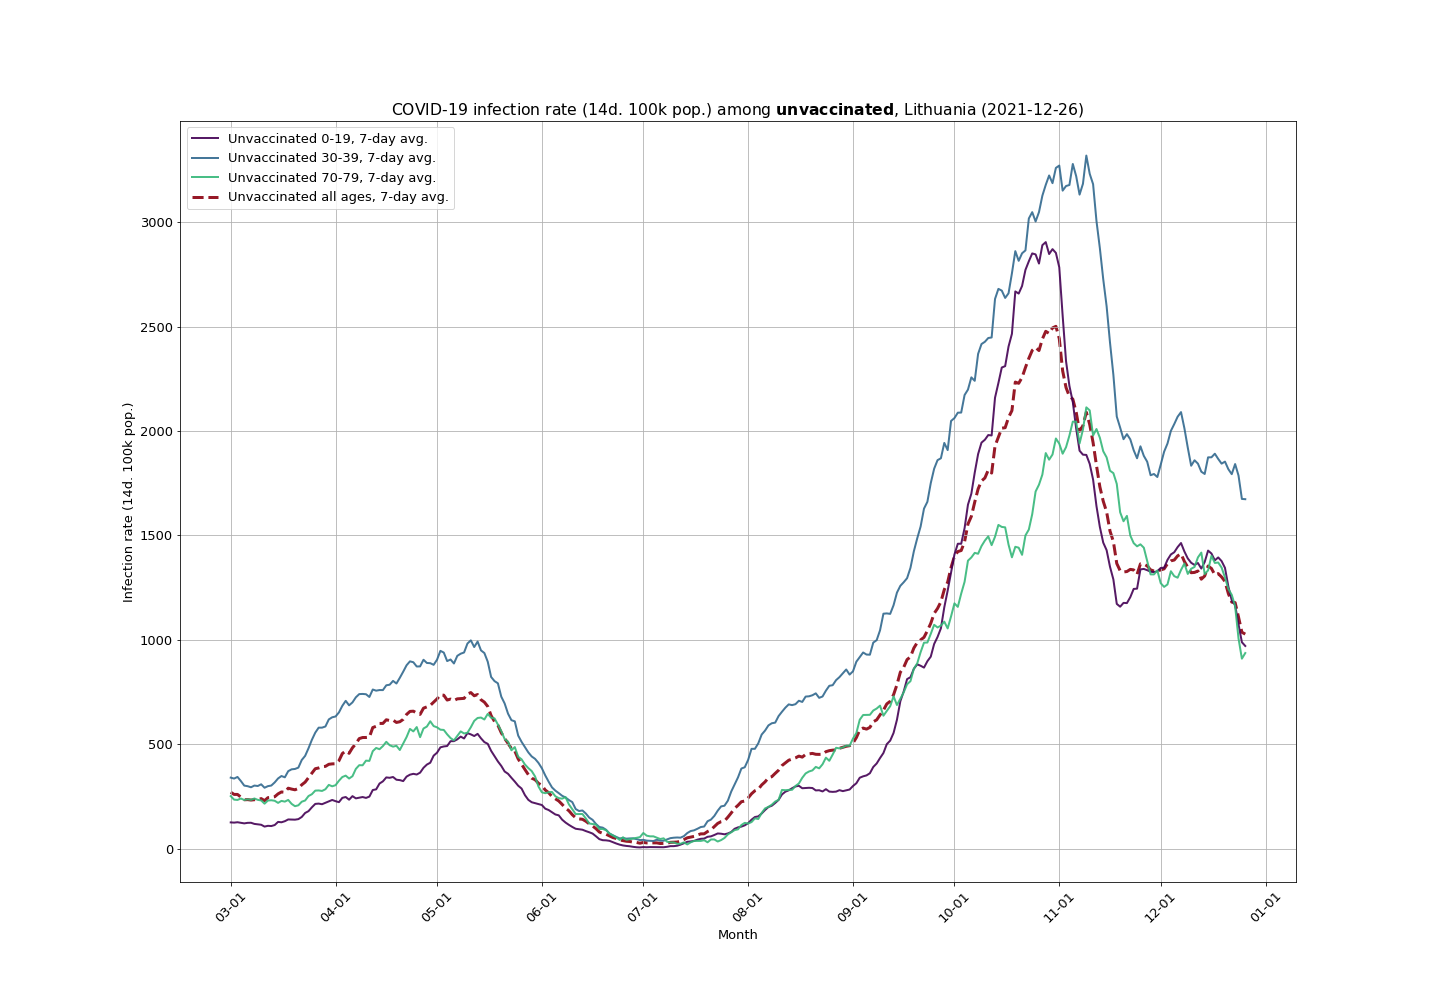 COVID-19 infection rate (14d. 100k pop.) among unvaccinated, Lithuania (2021-12-26)
Unvaccinated 0-19, 7-day avg.
Unvaccinated 30-39, 7-day avg.
Unvaccinated 70-79, 7-day avg.
Unvaccinated all ages, 7-day avg.
Infection rate (14d. 100k pop.)
3000
2500
2000
1500
1000
500
0
03-01 04-01 05-01 06-01 07-01 08-01 09-01 10-01 11-01 12-01 01-01
Month